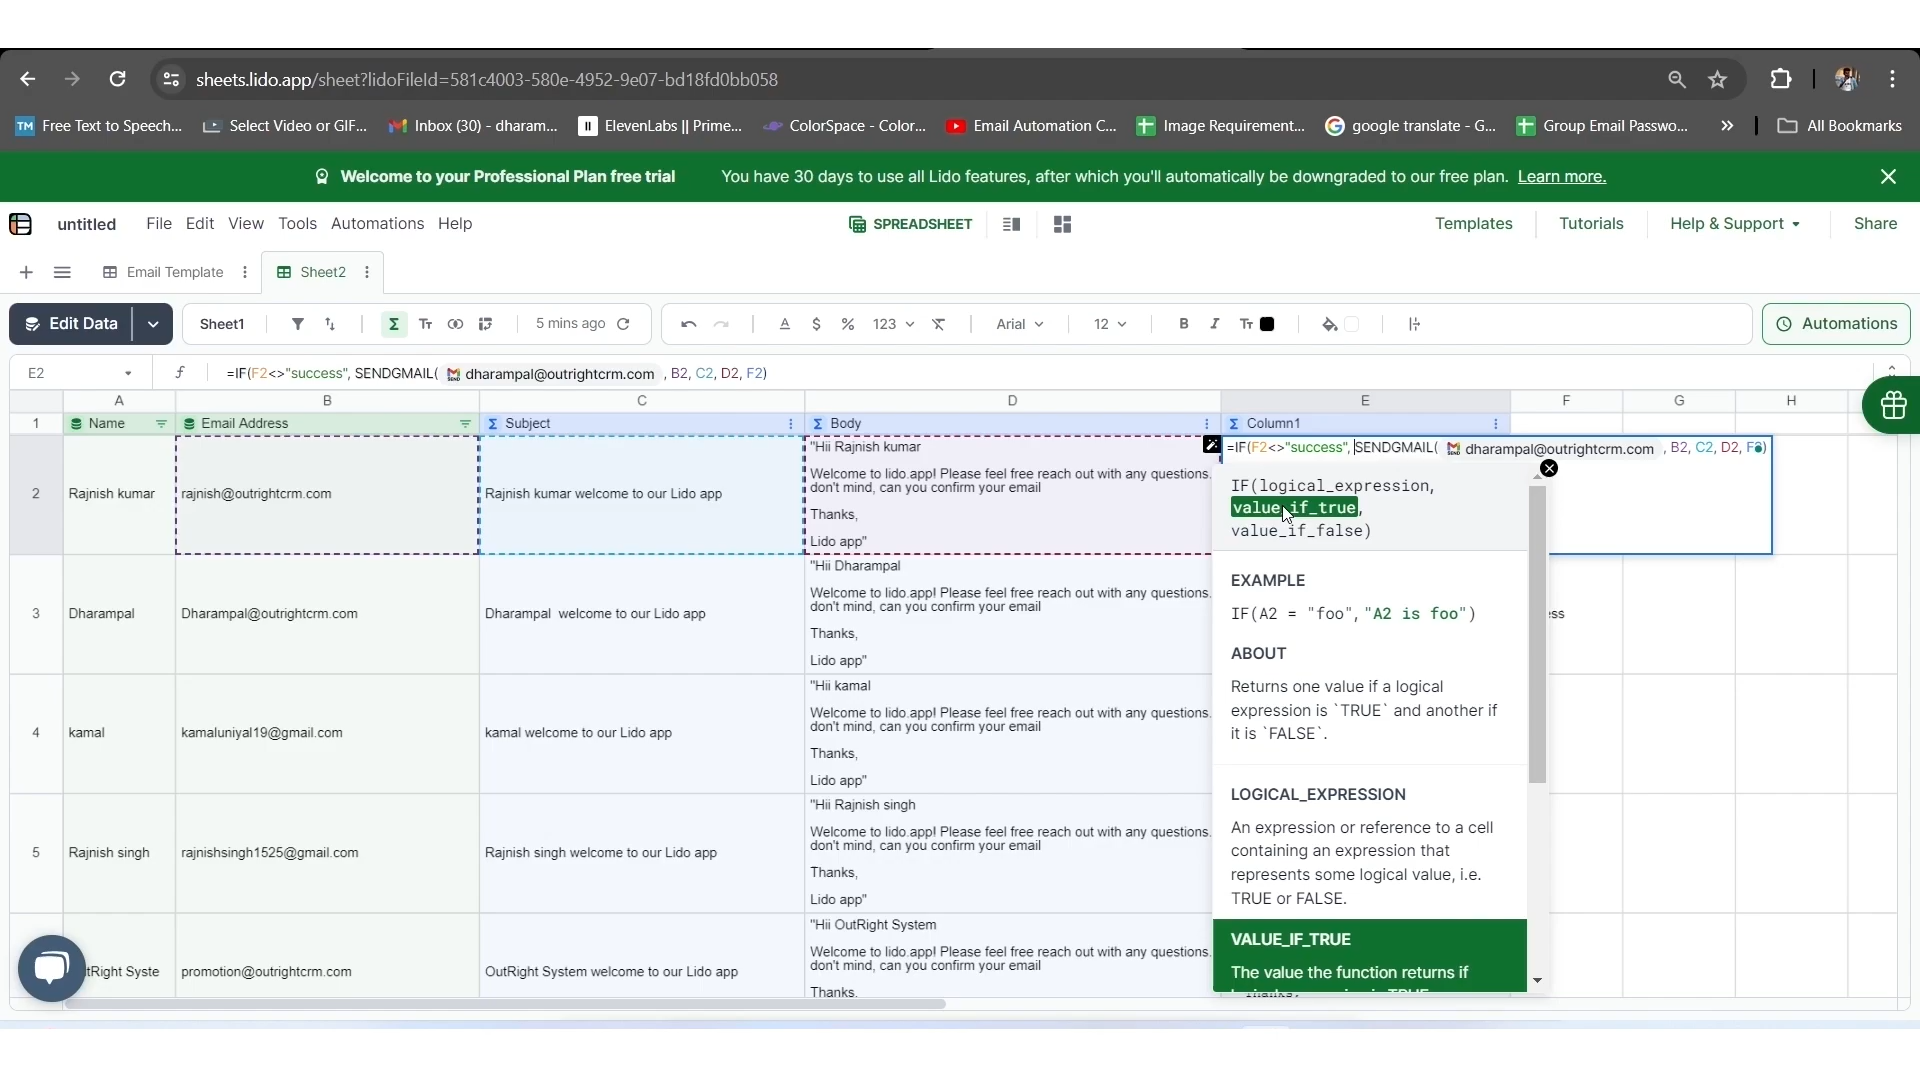 sheets.lido.app/sheet?lidoFileId=581c4003-580e-4952-9e07-bd18fd0bb058
TM Free Text to Speech... Select Video or GIF... Inbox (30) - dharam... II ElevenLabs || Prime... ColorSpace - Color... Email Automation C... Image Requirement... google translate - G... Group Email Passwo... » All Bookmarks
Welcome to your Professional Plan free trial You have 30 days to use all Lido features, after which you'll automatically be downgraded to our free plan. Learn more.
untitled File Edit View Tools Automations Help SPREADSHEET Templates Tutorials Help & Support Share
Email Template Sheet2
Edit Data Sheet1 Σ Tт 5 mins ago A $ % 123 Arial 12 B I Tт Automations
E2 f =IF(F2<>"success", SENDGMAIL( SEND dharampal@outrightcrm.com , B2, C2, D2, F2)
A B C D E F G H
1 Name Email Address Σ Subject Σ Body Σ Column1
2 Rajnish kumar rajnish@outrightcrm.com Rajnish kumar welcome to our Lido app
"Hii Rajnish kumar
Welcome to lido.app! Please feel free reach out with any questions.
don't mind, can you confirm your email
Thanks,
Lido app"
=IF(F2<>"success", SENDGMAIL( SEND dharampal@outrightcrm.com , B2, C2, D2, F2)
3 Dharampal Dharampal@outrightcrm.com Dharampal welcome to our Lido app
"Hii Dharampal
Welcome to lido.app! Please feel free reach out with any questions.
don't mind, can you confirm your email
Thanks,
Lido app"
ess
4 kamal kamaluniyal19@gmail.com kamal welcome to our Lido app
"Hii kamal
Welcome to lido.app! Please feel free reach out with any questions.
don't mind, can you confirm your email
Thanks,
Lido app"
5 Rajnish singh rajnishsingh1525@gmail.com Rajnish singh welcome to our Lido app
"Hii Rajnish singh
Welcome to lido.app! Please feel free reach out with any questions.
don't mind, can you confirm your email
Thanks,
Lido app"
tRight Syste promotion@outrightcrm.com OutRight System welcome to our Lido app
"Hii OutRight System
Welcome to lido.app! Please feel free reach out with any questions.
don't mind, can you confirm your email
Thanks.
IF(logical_expression,
value_if_true,
value_if_false)
EXAMPLE
IF(A2 = "foo","A2 is foo")
ABOUT
Returns one value if a logical
expression is `TRUE` and another if
it is `FALSE`.
LOGICAL_EXPRESSION
An expression or reference to a cell
containing an expression that
represents some logical value, i.e.
TRUE or FALSE.
VALUE_IF_TRUE
The value the function returns if